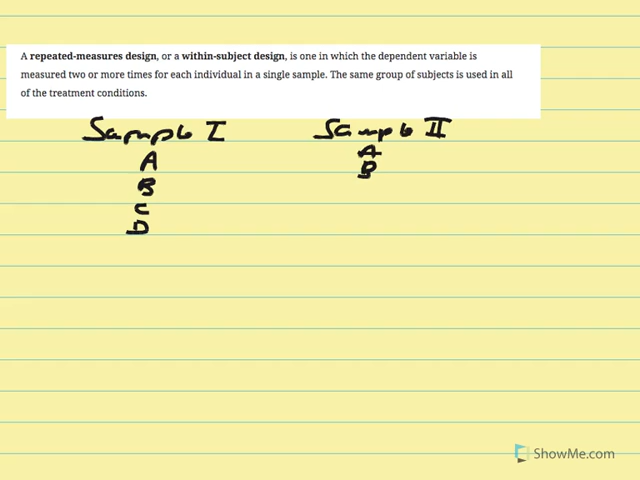 A repeated-measures design, or a within-subject design, is one in which the dependent variable is
measured two or more times for each individual in a single sample. The same group of subjects is used in all
of the treatment conditions.
Sample I Sample II
A A
B B
C
D
ShowMe.com